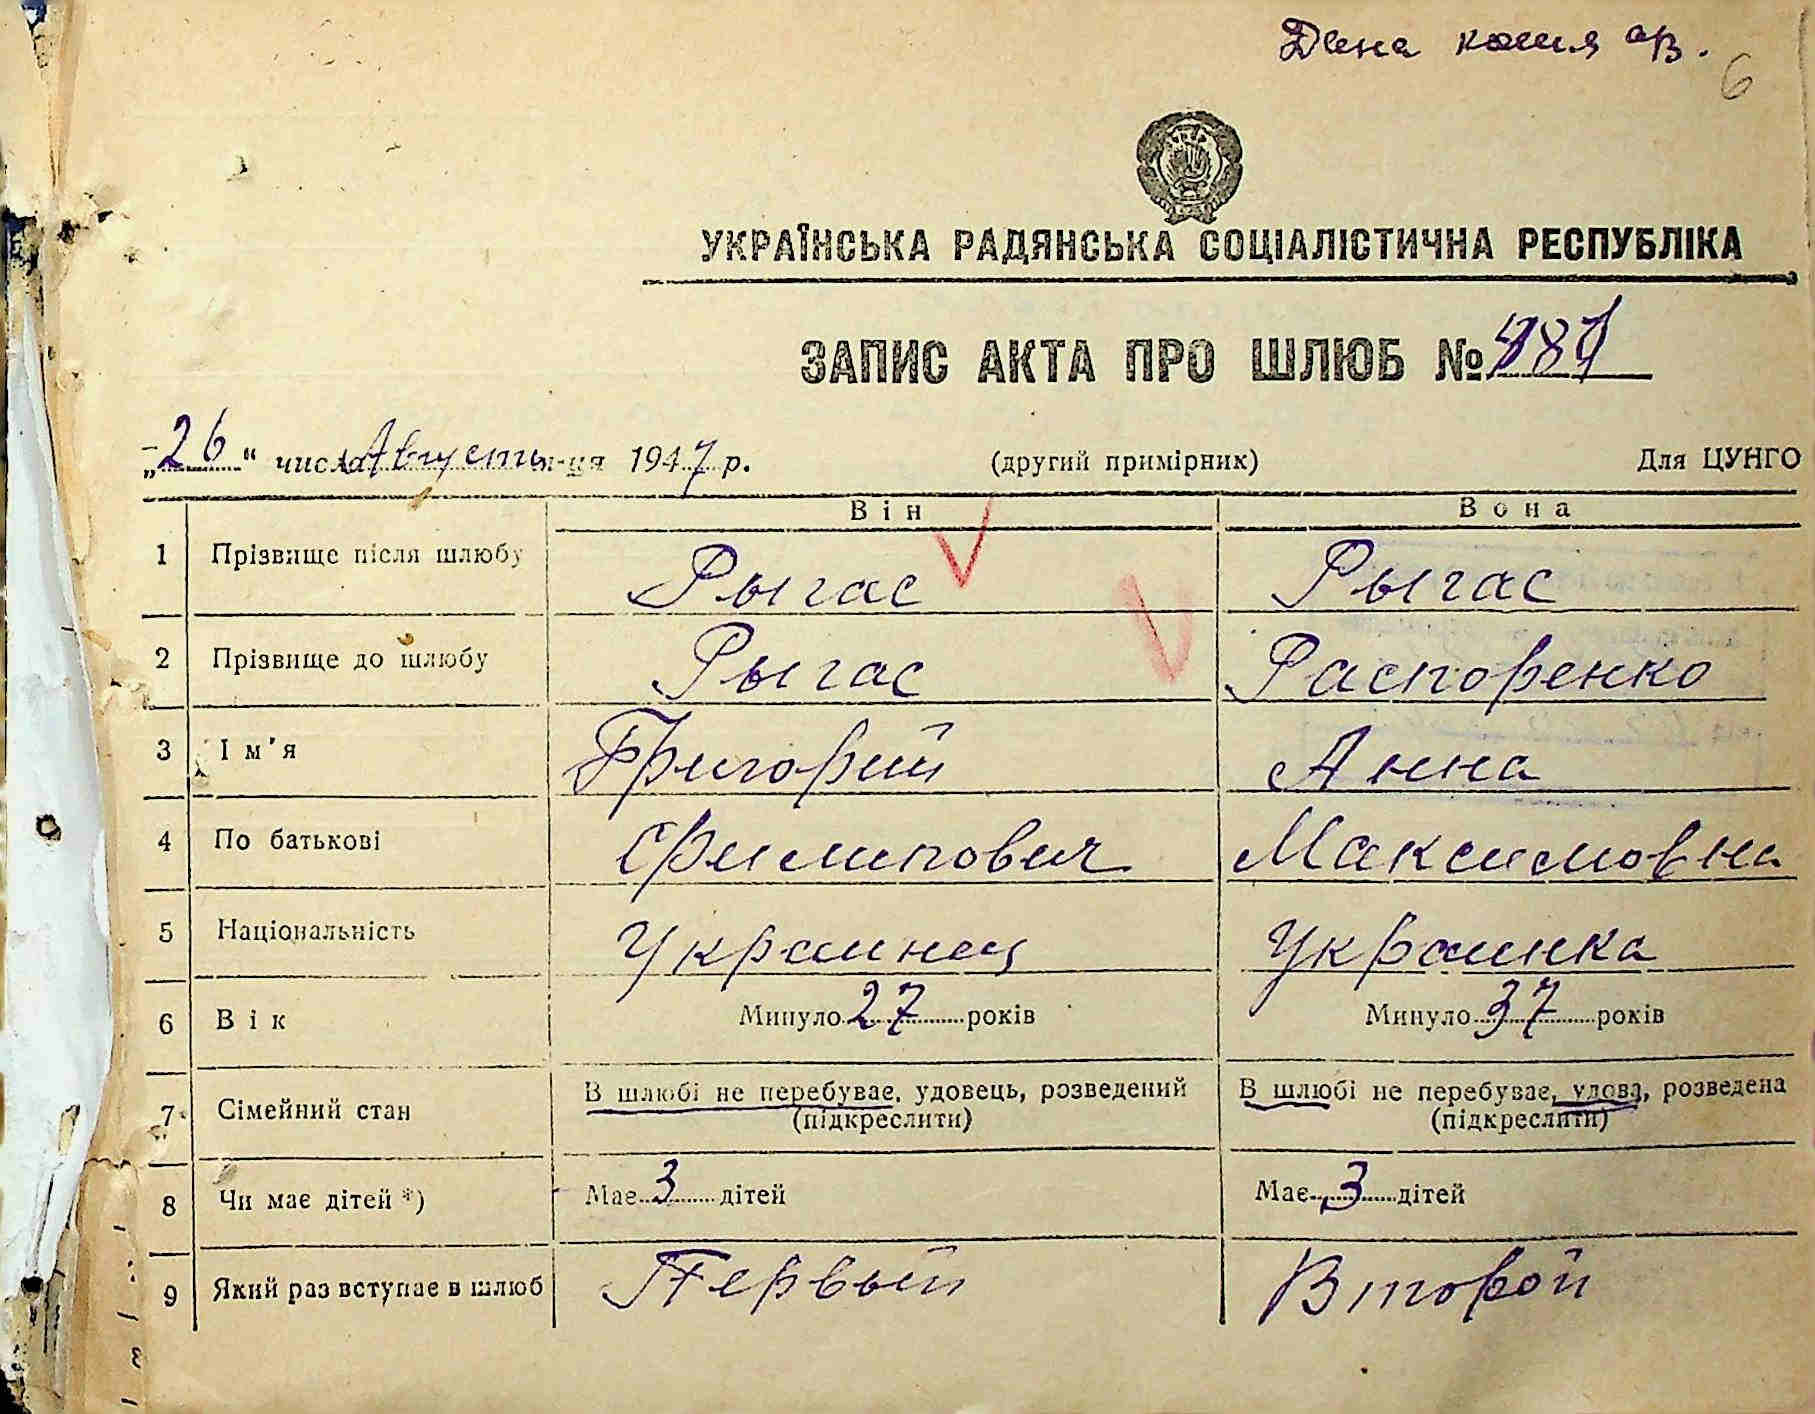 Дана копия
6
УКРАЇНСЬКА РАДЯНСЬКА СОЦІАЛІСТИЧНА РЕСПУБЛІКА
ЗАПИС АКТА ПРО ШЛЮБ №
„26“ числа Августа м-ця 1947 р. (другий примірник) Для ЦУНГО
Він Вона
1 Прізвище після шлюбу Рыгас Рыгас
2 Прізвище до шлюбу Рыгас Распоренко
3 Ім'я Григорий Анна
4 По батькові Филипович Максимовна
5 Національність Украинец Украинка
6 Вік Минуло 27 років Минуло 37 років
7 Сімейний стан В шлюбі не перебуває, удовець, розведений В шлюбі не перебуває, удова, розведена
(підкреслити) (підкреслити)
8 Чи має дітей *) Має 3 дітей Має 3 дітей
9 Який раз вступає в шлюб Первый Второй